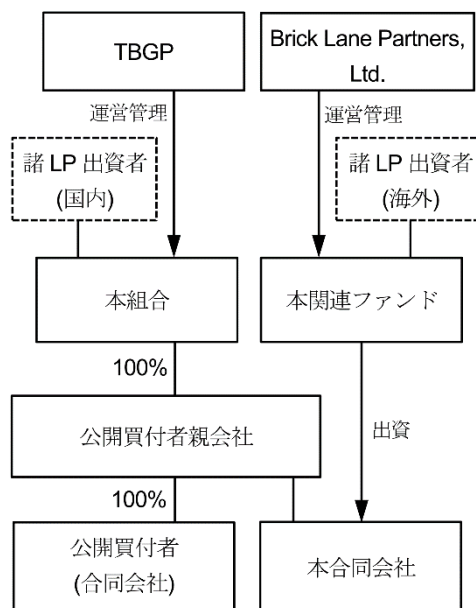 TBGP
Brick Lane Partners,
Ltd.
運営管理
運営管理
諸 LP 出資者
(国内)
諸 LP 出資者
(海外)
本組合
本関連ファンド
100%
公開買付者親会社
出資
100%
公開買付者
(合同会社)
本合同会社